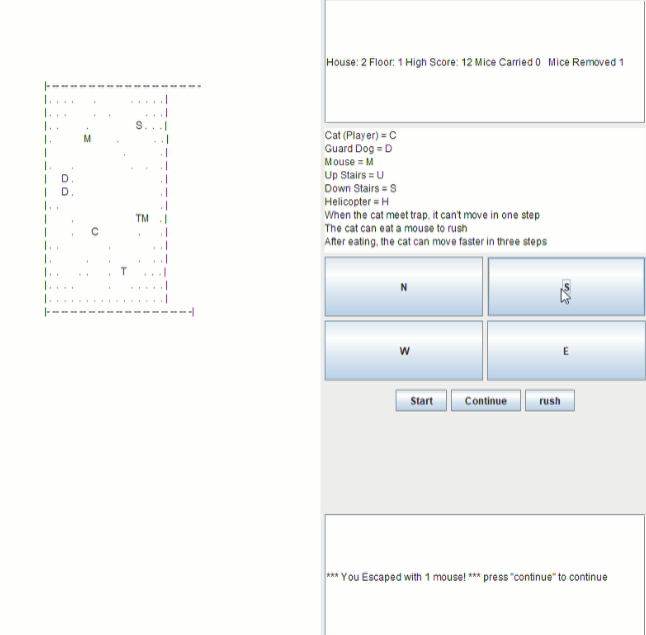 House: 2 Floor: 1 High Score: 12 Mice Carried 0 Mice Removed 1
|--------------------
|.... . .....|
|... . . ....|
|.. . S...|
|. M . ..|
| . .|
|. . .|
| D. .|
| D. .|
|.. |
| . TM .|
| . C . |
|.. . .|
| . . . .|
|.. .. . T ...|
|.... . .....|
|...............|
|-------------------|
Cat (Player) = C
Guard Dog = D
Mouse = M
Up Stairs = U
Down Stairs = S
Helicopter = H
When the cat meet trap, it can't move in one step
The cat can eat a mouse to rush
After eating, the cat can move faster in three steps
N S
W E
Start Continue rush
*** You Escaped with 1 mouse! *** press "continue" to continue